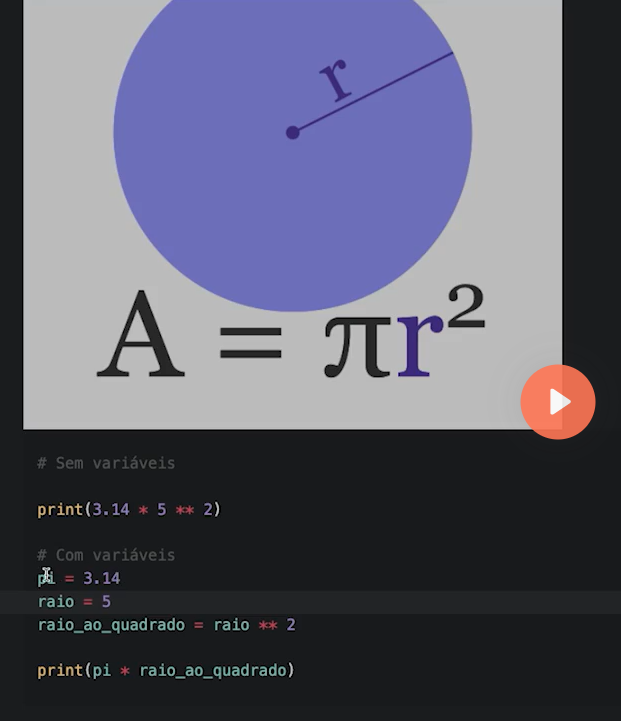 r
A = πr²
# Sem variáveis
print(3.14 * 5 ** 2)
# Com variáveis
pi = 3.14
raio = 5
raio_ao_quadrado = raio ** 2
print(pi * raio_ao_quadrado)